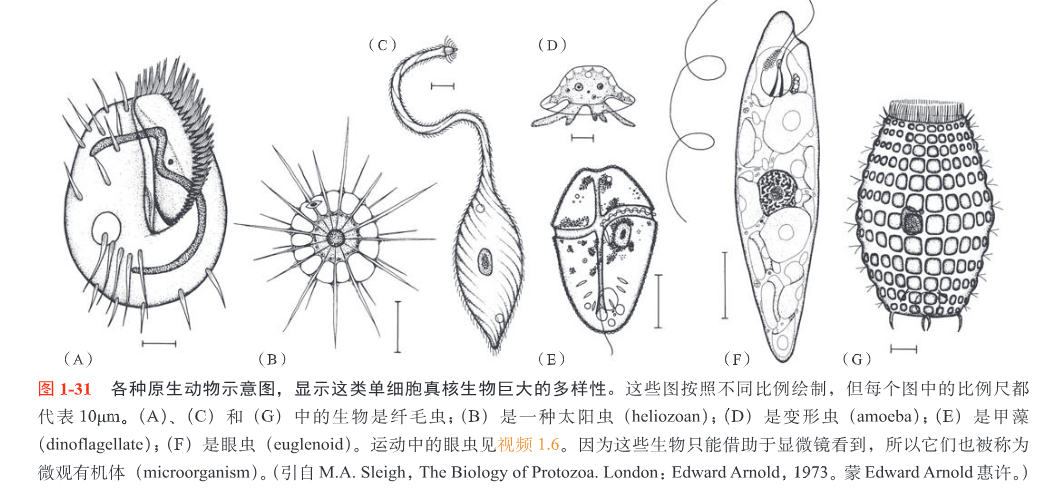 （C）
（D）
（A）
（B）
（E）
（F）
（G）
图 1-31 各种原生动物示意图，显示这类单细胞真核生物巨大的多样性。这些图按照不同比例绘制，但每个图中的比例尺都
代表 10μm。（A）、（C）和（G）中的生物是纤毛虫；（B）是一种太阳虫（heliozoan）；（D）是变形虫（amoeba）；（E）是甲藻
（dinoflagellate）；（F）是眼虫（euglenoid）。运动中的眼虫见视频 1.6。因为这些生物只能借助于显微镜看到，所以它们也被称为
微观有机体（microorganism）。（引自 M.A. Sleigh, The Biology of Protozoa. London：Edward Arnold，1973。蒙 Edward Arnold 惠许。）